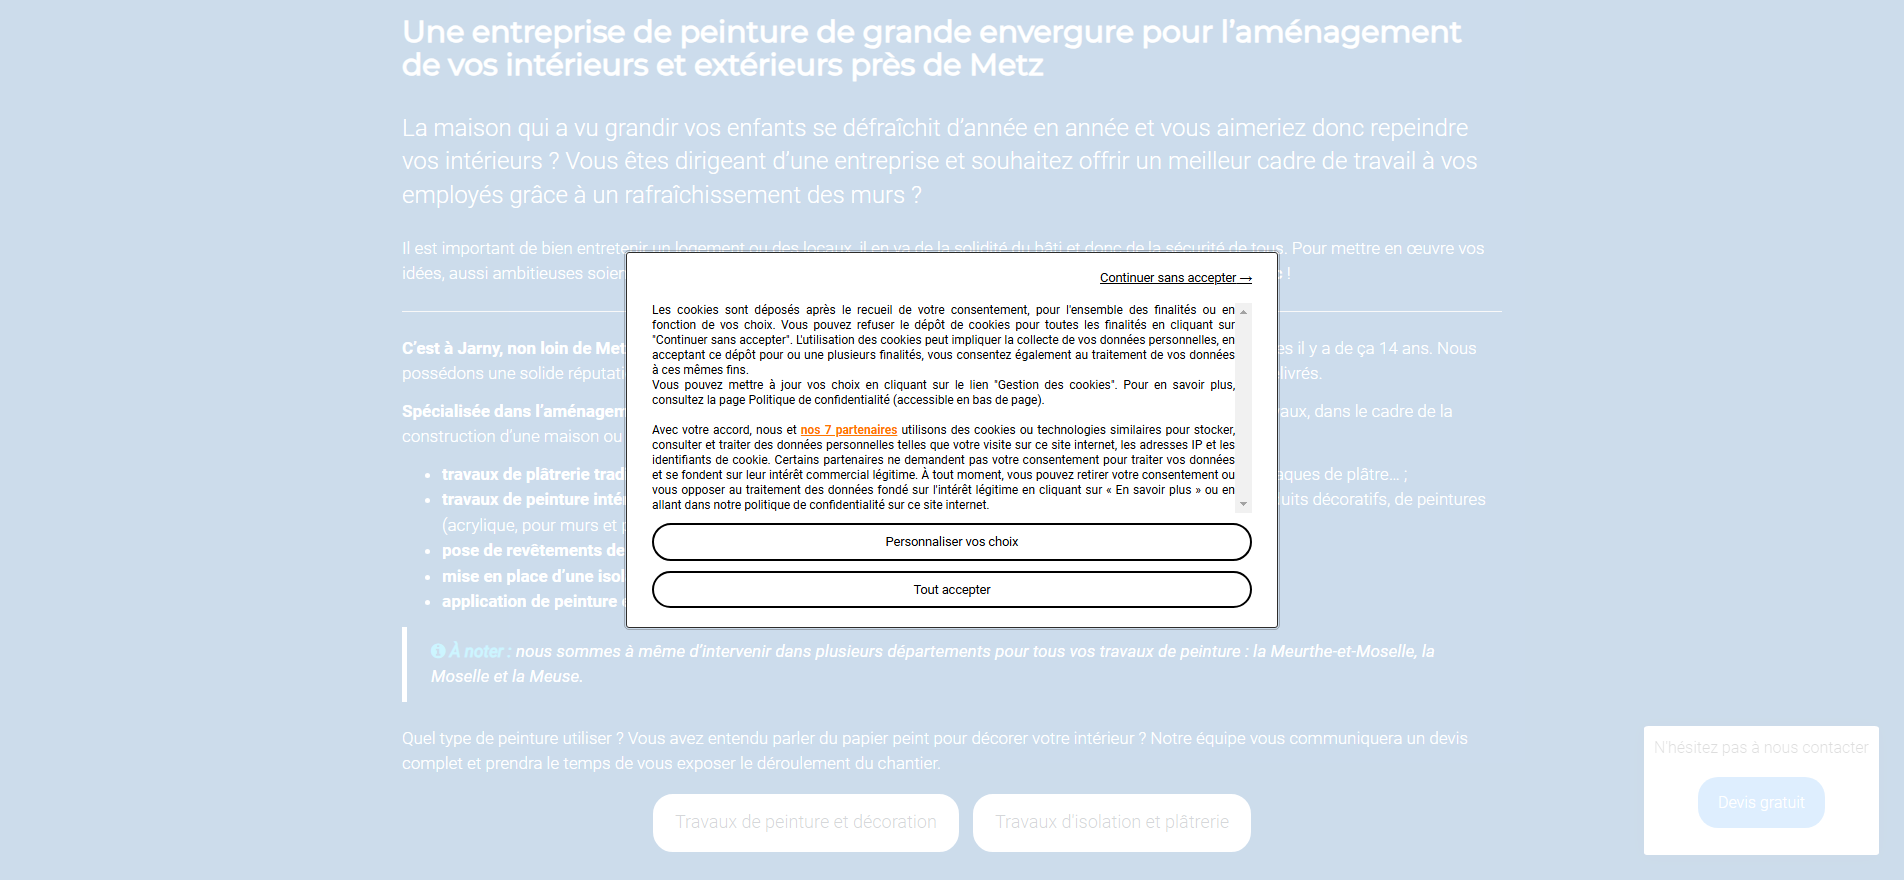 Une entreprise de peinture de grande envergure pour l’aménagement
de vos intérieurs et extérieurs près de Metz
La maison qui a vu grandir vos enfants se défraîchit d’année en année et vous aimeriez donc repeindre
vos intérieurs ? Vous êtes dirigeant d’une entreprise et souhaitez offrir un meilleur cadre de travail à vos
employés grâce à un rafraîchissement des murs ?
Il est important de bien entretenir un logement ou des locaux, il en va de la solidité du bâti et donc de la sécurité de tous. Pour mettre en œuvre vos
idées, aussi ambitieuses soien
!
Continuer sans accepter →
Les cookies sont déposés après le recueil de votre consentement, pour l'ensemble des finalités ou en
fonction de vos choix. Vous pouvez refuser le dépôt de cookies pour toutes les finalités en cliquant sur
"Continuer sans accepter". L'utilisation des cookies peut impliquer la collecte de vos données personnelles, en
acceptant ce dépôt pour ou une plusieurs finalités, vous consentez également au traitement de vos données
à ces mêmes fins.
Vous pouvez mettre à jour vos choix en cliquant sur le lien "Gestion des cookies". Pour en savoir plus,
consultez la page Politique de confidentialité (accessible en bas de page).
Avec votre accord, nous et nos 7 partenaires utilisons des cookies ou technologies similaires pour stocker,
consulter et traiter des données personnelles telles que votre visite sur ce site internet, les adresses IP et les
identifiants de cookie. Certains partenaires ne demandent pas votre consentement pour traiter vos données
et se fondent sur leur intérêt commercial légitime. À tout moment, vous pouvez retirer votre consentement ou
vous opposer au traitement des données fondé sur l'intérêt légitime en cliquant sur « En savoir plus » ou en
allant dans notre politique de confidentialité sur ce site internet.
Personnaliser vos choix
Tout accepter
C’est à Jarny, non loin de Met
es il y a de ça 14 ans. Nous
possédons une solide réputati
livrés.
Spécialisée dans l’aménagem
vaux, dans le cadre de la
construction d’une maison ou
• travaux de plâtrerie trad
aques de plâtre… ;
• travaux de peinture intér
uits décoratifs, de peintures
(acrylique, pour murs et p
• pose de revêtements de
• mise en place d’une isol
• application de peinture e
À noter : nous sommes à même d’intervenir dans plusieurs départements pour tous vos travaux de peinture : la Meurthe-et-Moselle, la
Moselle et la Meuse.
Quel type de peinture utiliser ? Vous avez entendu parler du papier peint pour décorer votre intérieur ? Notre équipe vous communiquera un devis
complet et prendra le temps de vous exposer le déroulement du chantier.
Travaux de peinture et décoration
Travaux d'isolation et plâtrerie
N'hésitez pas à nous contacter
Devis gratuit